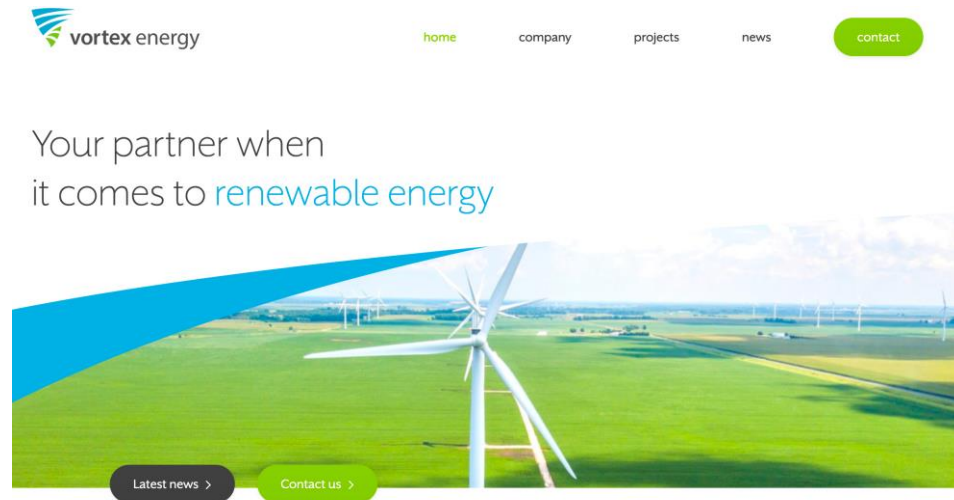 vortex energy
home
company
projects
news
contact
Your partner when
it comes to renewable energy
Latest news >
Contact us >